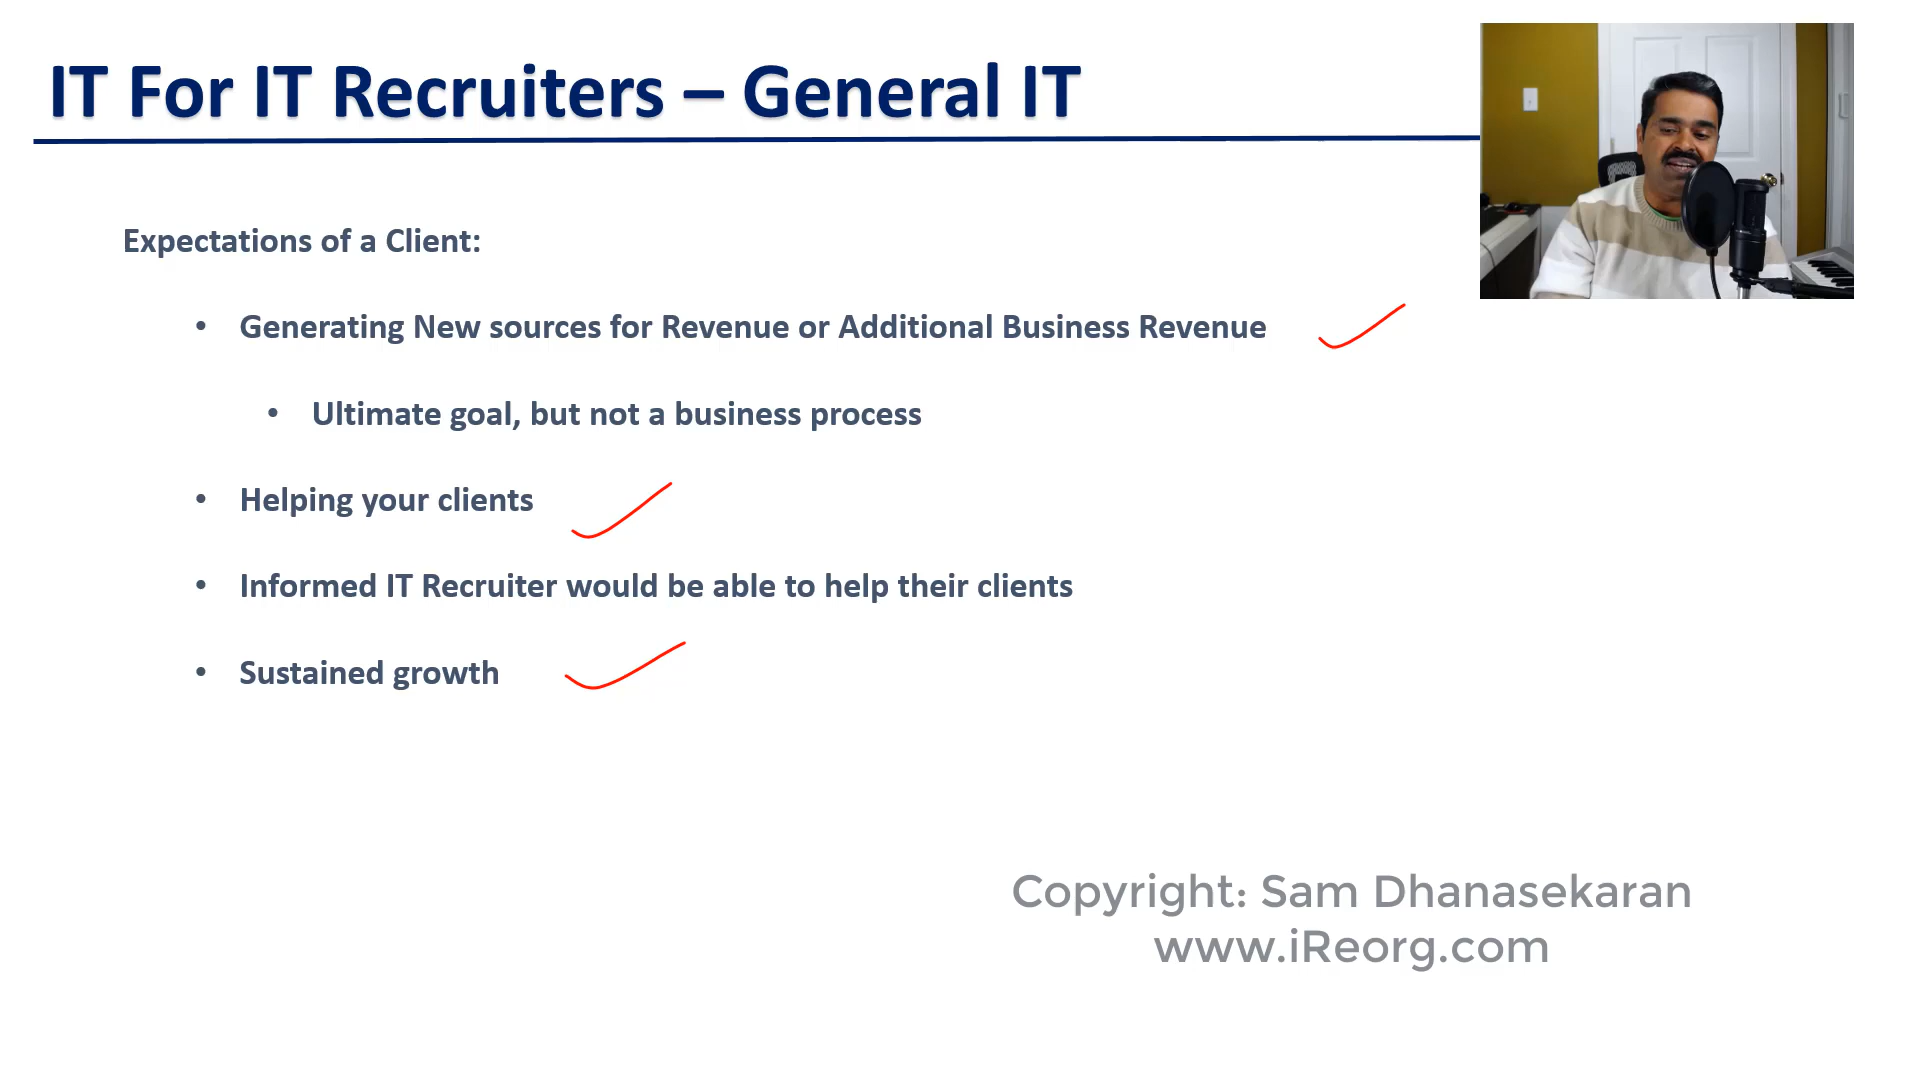 IT For IT Recruiters – General IT
Expectations of a Client:
• Generating New sources for Revenue or Additional Business Revenue
• Ultimate goal, but not a business process
• Helping your clients
• Informed IT Recruiter would be able to help their clients
• Sustained growth
Copyright: Sam Dhanasekaran
www.iReorg.com